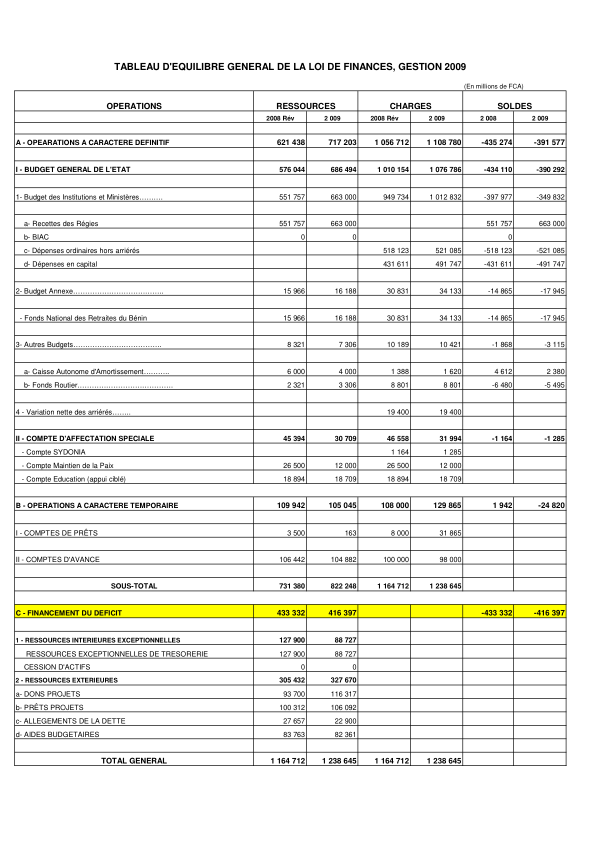 TABLEAU D'EQUILIBRE GENERAL DE LA LOI DE FINANCES, GESTION 2009
(En millions de FCA)
OPERATIONS RESSOURCES CHARGES SOLDES
2008 Rév 2 009 2008 Rév 2 009 2 008 2 009
A - OPEARATIONS A CARACTERE DEFINITIF 621 438 717 203 1 056 712 1 108 780 -435 274 -391 577
I - BUDGET GENERAL DE L'ETAT 576 044 686 494 1 010 154 1 076 786 -434 110 -390 292
1- Budget des Institutions et Ministères………. 551 757 663 000 949 734 1 012 832 -397 977 -349 832
a- Recettes des Régies 551 757 663 000 551 757 663 000
b- BIAC 0 0 0
c- Dépenses ordinaires hors arriérés 518 123 521 085 -518 123 -521 085
d- Dépenses en capital 431 611 491 747 -431 611 -491 747
2- Budget Annexe………………………………. 15 966 16 188 30 831 34 133 -14 865 -17 945
- Fonds National des Retraites du Bénin 15 966 16 188 30 831 34 133 -14 865 -17 945
3- Autres Budgets……………………………… 8 321 7 306 10 189 10 421 -1 868 -3 115
a- Caisse Autonome d'Amortissement……….. 6 000 4 000 1 388 1 620 4 612 2 380
b- Fonds Routier………………………………… 2 321 3 306 8 801 8 801 -6 480 -5 495
4 - Variation nette des arriérés…….. 19 400 19 400
II - COMPTE D'AFFECTATION SPECIALE 45 394 30 709 46 558 31 994 -1 164 -1 285
- Compte SYDONIA 1 164 1 285
- Compte Maintien de la Paix 26 500 12 000 26 500 12 000
- Compte Education (appui ciblé) 18 894 18 709 18 894 18 709
B - OPERATIONS A CARACTERE TEMPORAIRE 109 942 105 045 108 000 129 865 1 942 -24 820
I - COMPTES DE PRÊTS 3 500 163 8 000 31 865
II - COMPTES D'AVANCE 106 442 104 882 100 000 98 000
SOUS-TOTAL 731 380 822 248 1 164 712 1 238 645
C - FINANCEMENT DU DEFICIT 433 332 416 397 -433 332 -416 397
1 - RESSOURCES INTERIEURES EXCEPTIONNELLES 127 900 88 727
RESSOURCES EXCEPTIONNELLES DE TRESORERIE 127 900 88 727
CESSION D'ACTIFS 0 0
2 - RESSOURCES EXTERIEURES 305 432 327 670
a- DONS PROJETS 93 700 116 317
b- PRÊTS PROJETS 100 312 106 092
c- ALLEGEMENTS DE LA DETTE 27 657 22 900
d- AIDES BUDGETAIRES 83 763 82 361
TOTAL GENERAL 1 164 712 1 238 645 1 164 712 1 238 645